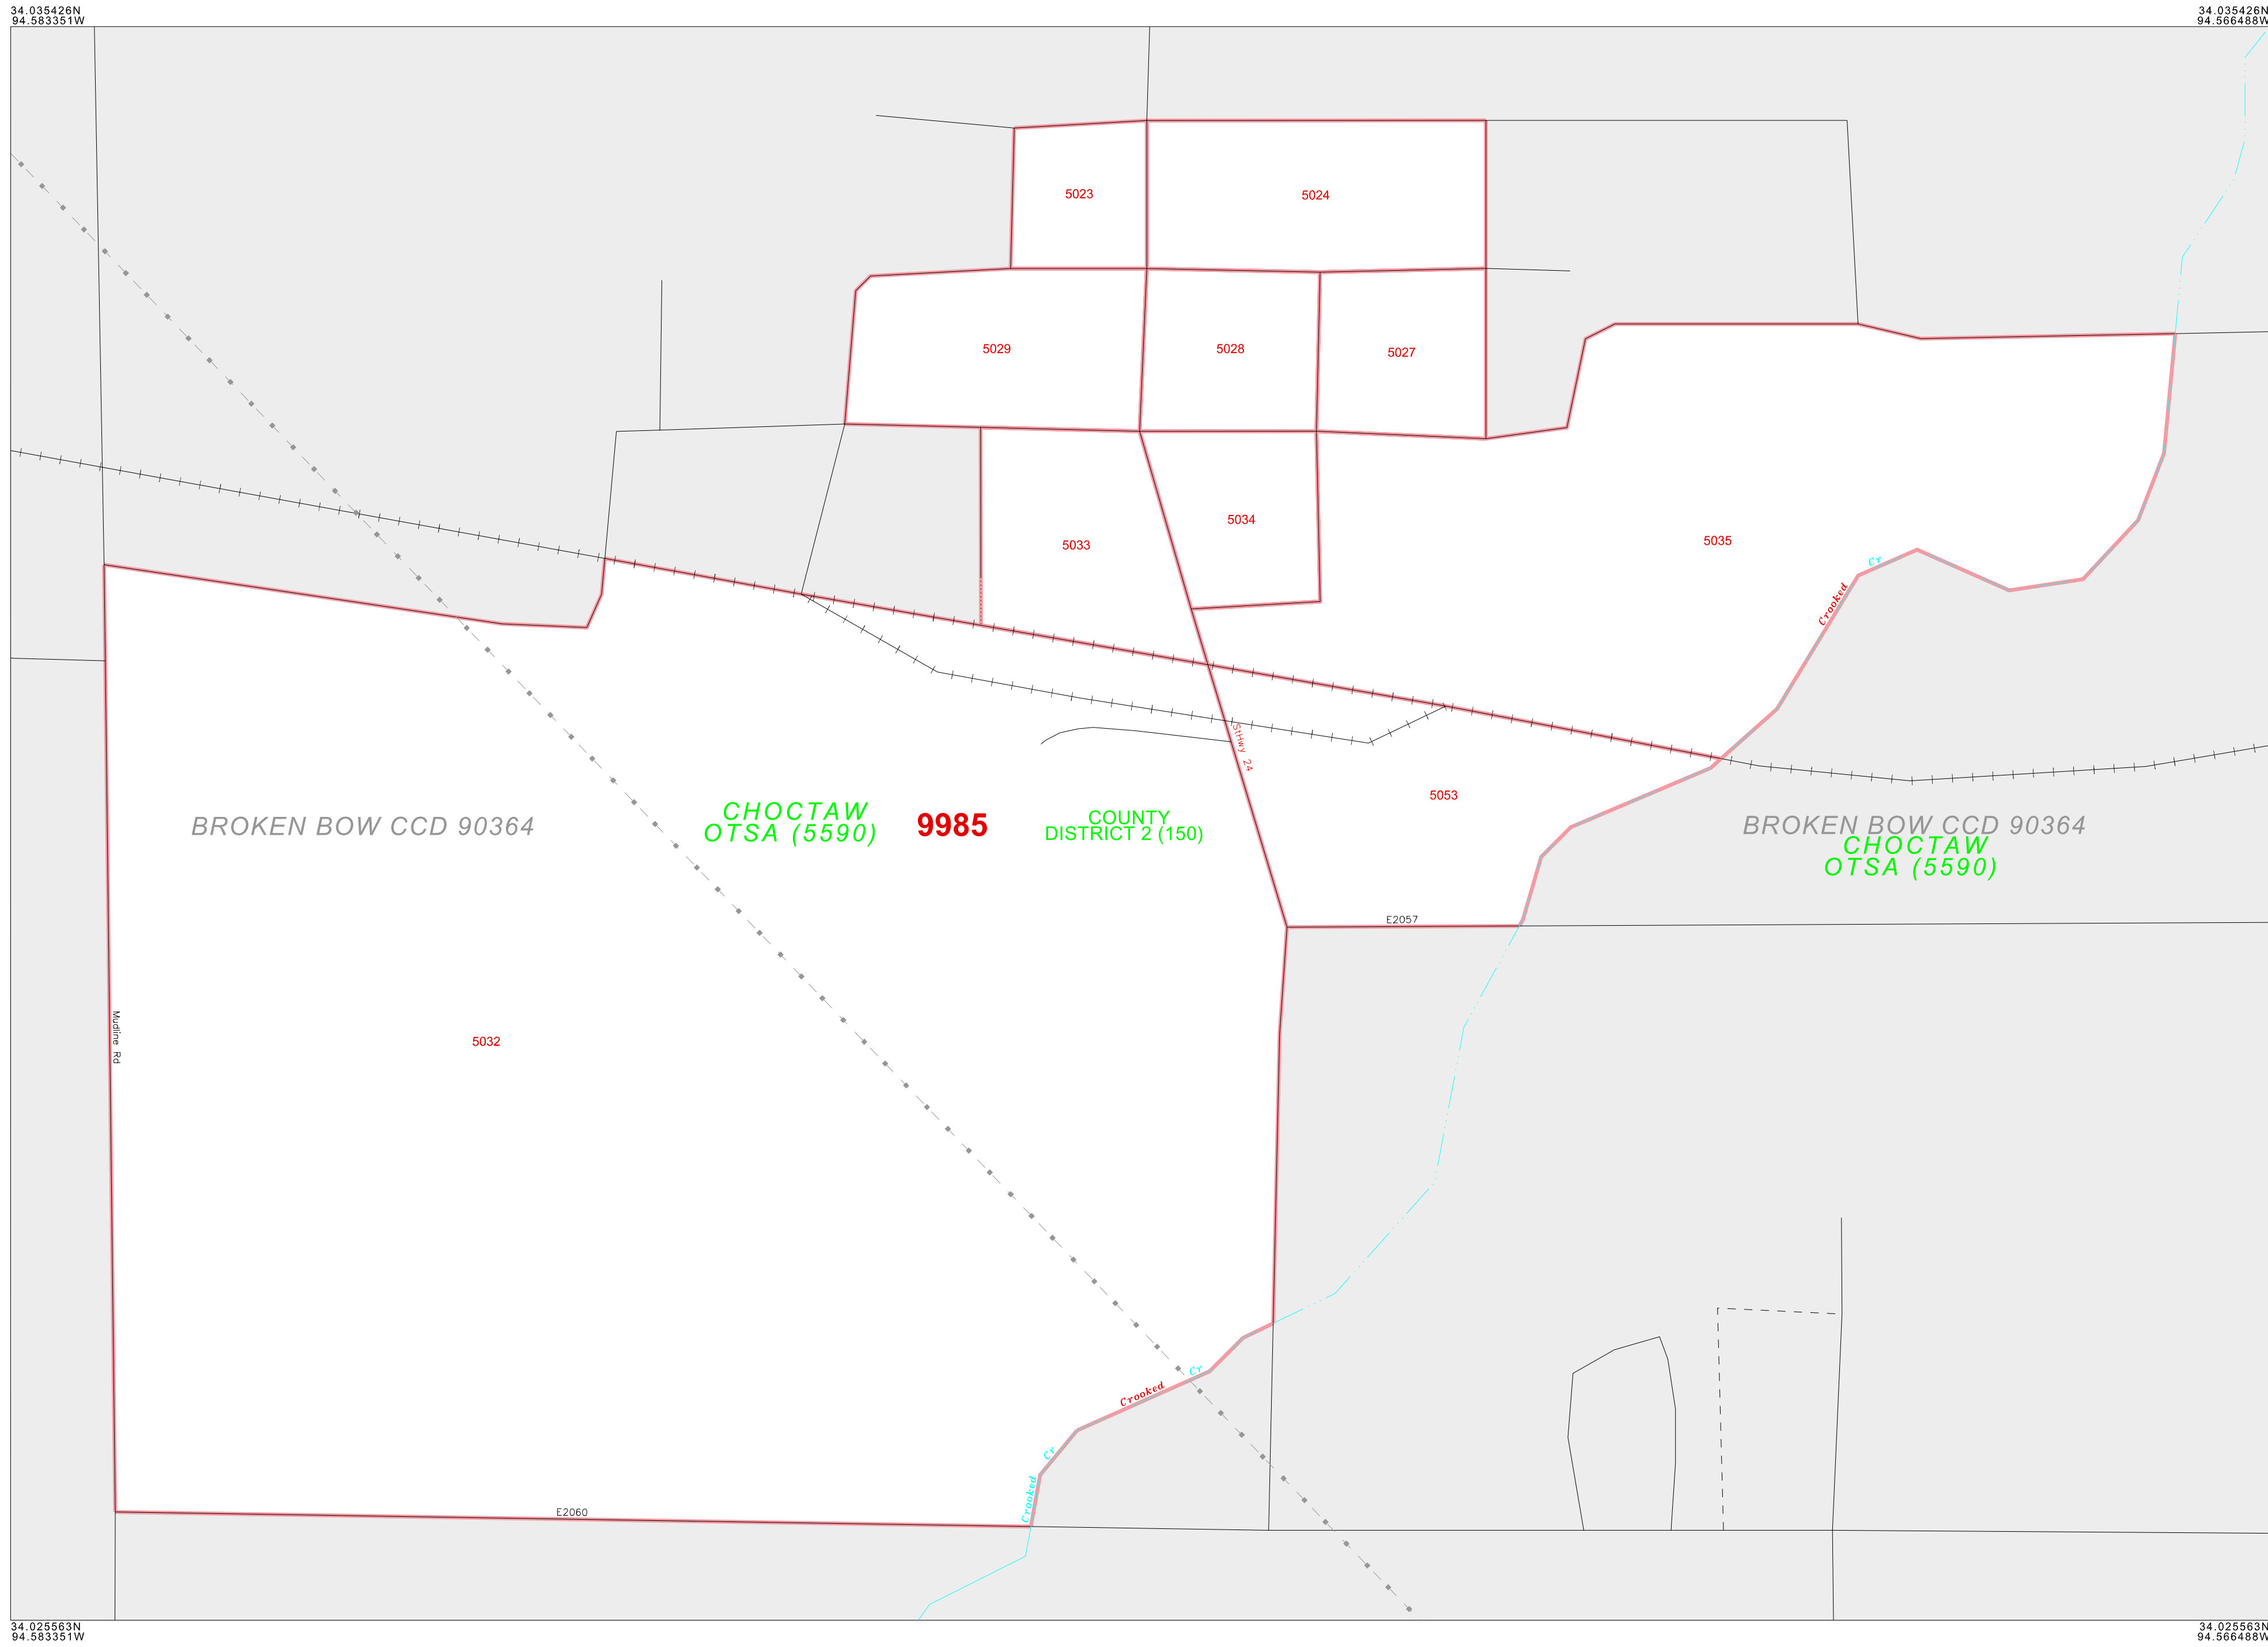 34.035426N
94.583351W
34.035426N
94.566488W
5023
5024
5029
5028
5027
5034
5033
5035
Crooked Cr
StHwy 24
5053
BROKEN BOW CCD 90364
CHOCTAW
OTSA (5590)
9985
COUNTY
DISTRICT 2 (150)
BROKEN BOW CCD 90364
CHOCTAW
OTSA (5590)
E2057
Mudline Rd
5032
Crooked Cr
Crooked Cr
E2060
34.025563N
94.583351W
34.025563N
94.566488W